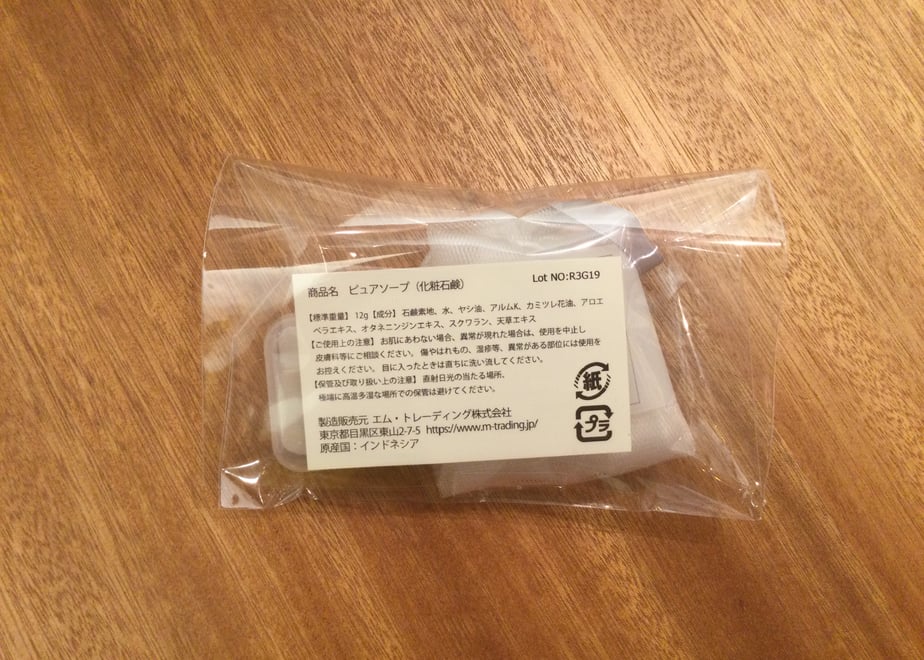 商品名　ピュアソープ（化粧石鹸）　Lot NO:R3G19
【標準重量】 12g【成分】 石鹸素地、水、ヤシ油、アルムK、カミツレ花油、アロエ
ベラエキス、オタネニンジンエキス、スクワラン、天草エキス
【ご使用上の注意】 お肌にあわない場合、異常が現れた場合は、使用を中止し
皮膚科等にご相談ください。 傷やはれもの、湿疹等、異常がある部位には使用を
お控えください。 目に入ったときは直ちに洗い流してください。
【保管及び取り扱い上の注意】 直射日光の当たる場所、
極端に高温多湿な場所での保管は避けてください。
紙
製造販売元 エム・トレーディング株式会社
東京都目黒区東山2-7-5 https://www.m-trading.jp/
原産国：インドネシア
プラ